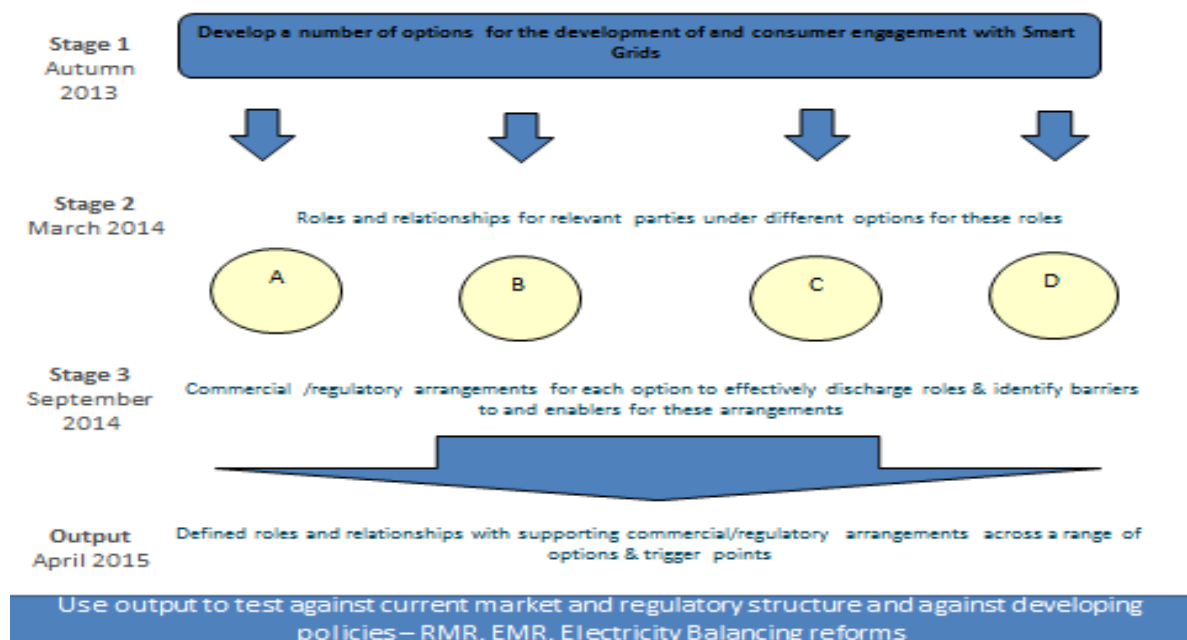 Stage 1
Autumn
2013
Develop a number of options for the development of and consumer engagement with Smart
Grids
Stage 2
March 2014
Roles and relationships for relevant parties under different options for these roles
A
B
C
D
Stage 3
September
2014
Commercial /regulatory arrangements for each option to effectively discharge roles & identify barriers
to and enablers for these arrangements
Output
April 2015
Defined roles and relationships with supporting commercial/regulatory arrangements across a range of
options & trigger points
Use output to test against current market and regulatory structure and against developing
policies – RMR, EMR, Electricity Balancing reforms